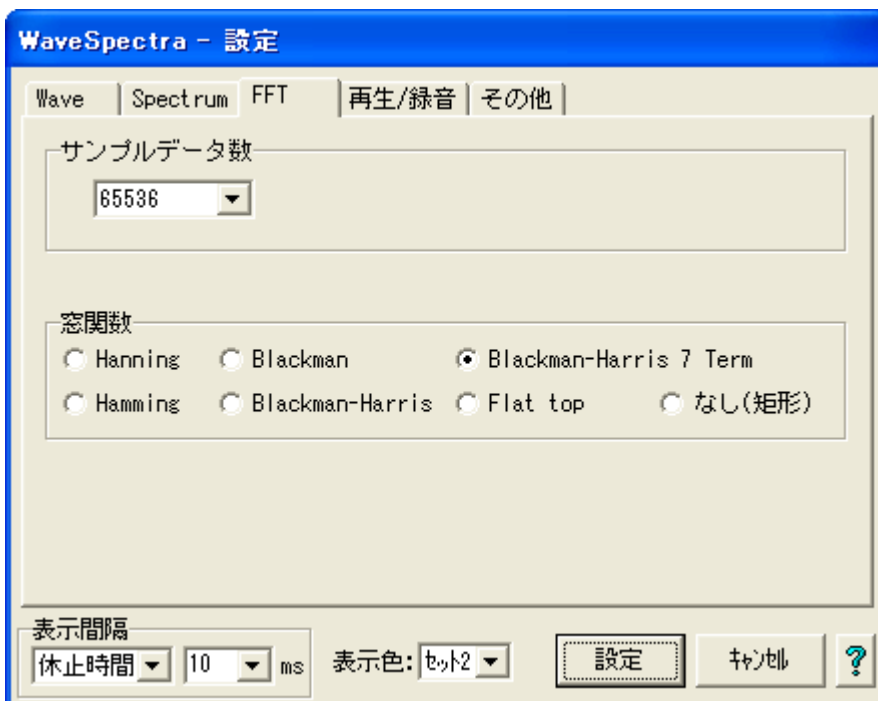 WaveSpectra - 設定
Wave Spectrum FFT 再生/録音 その他
サンプルデータ数
65536
窓関数
Hanning Blackman Blackman-Harris 7 Term
Hamming Blackman-Harris Flat top なし(矩形)
表示間隔
休止時間 10 ms 表示色: ｾｯﾄ2 設定 ｷｬﾝｾﾙ ?